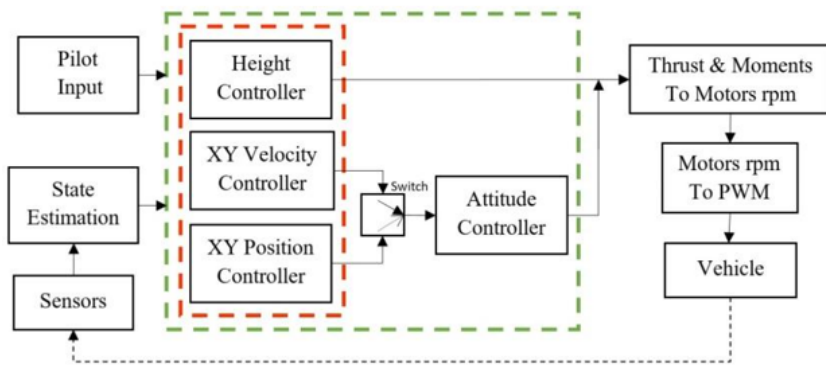 Pilot
Input
Height
Controller
Thrust & Moments
To Motors rpm
XY Velocity
Controller
Switch
Motors rpm
To PWM
State
Estimation
Attitude
Controller
XY Position
Controller
Vehicle
Sensors